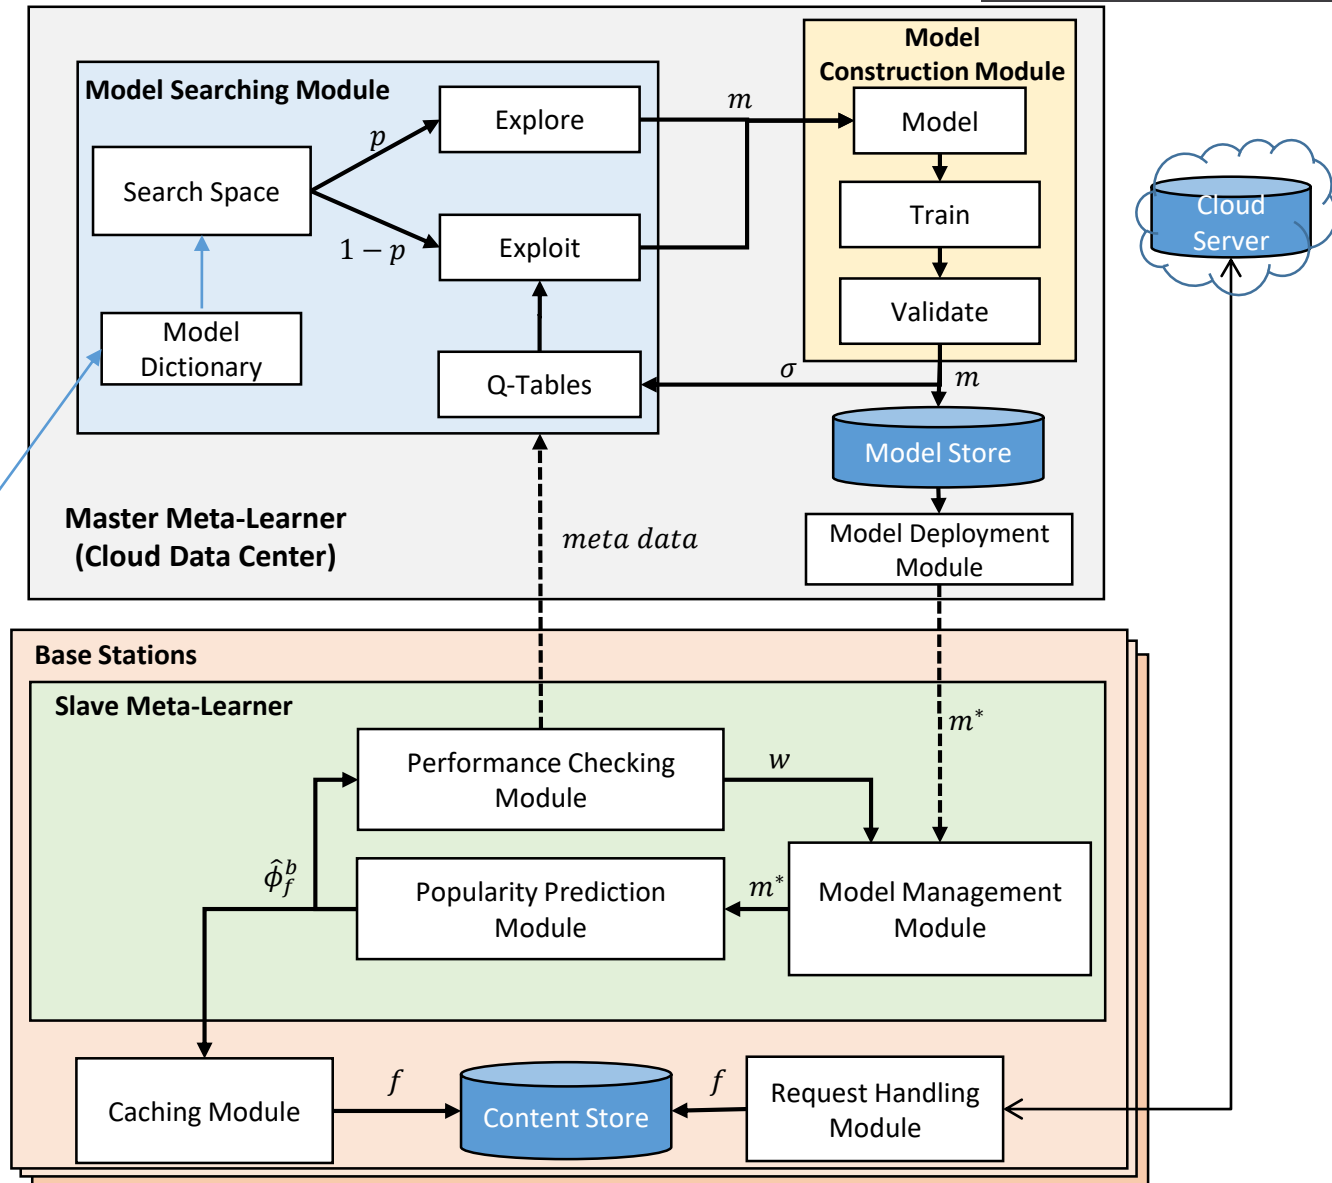 Model
Construction Module
Model Searching Module
Explore
m
Model
p
Search Space
Train
Cloud
Server
1 − p
Exploit
Validate
Model
Dictionary
Q-Tables
σ
m
Model Store
Master Meta-Learner
(Cloud Data Center)
meta data
Model Deployment
Module
Base Stations
Slave Meta-Learner
m*
Performance Checking
Module
w
ϕ̂_f^b
Popularity Prediction
Module
m*
Model Management
Module
Caching Module
f
Content Store
f
Request Handling
Module